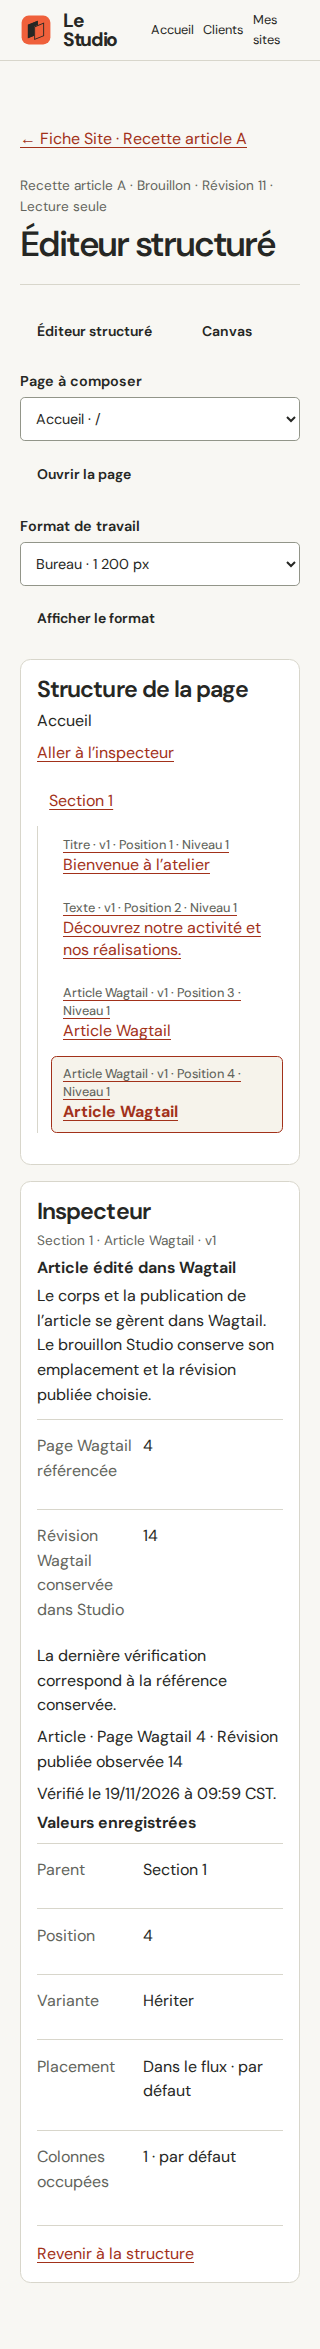 Le
Studio
Accueil
Clients
Mes
sites
← Fiche Site · Recette article A
Recette article A · Brouillon · Révision 11 ·
Lecture seule
Éditeur structuré
Éditeur structuré
Canvas
Page à composer
Accueil · /
Ouvrir la page
Format de travail
Bureau · 1 200 px
Afficher le format
Structure de la page
Accueil
Aller à l’inspecteur
Section 1
Titre · v1 · Position 1 · Niveau 1
Bienvenue à l’atelier
Texte · v1 · Position 2 · Niveau 1
Découvrez notre activité et
nos réalisations.
Article Wagtail · v1 · Position 3 ·
Niveau 1
Article Wagtail
Article Wagtail · v1 · Position 4 ·
Niveau 1
Article Wagtail
Inspecteur
Section 1 · Article Wagtail · v1
Article édité dans Wagtail
Le corps et la publication de
l’article se gèrent dans Wagtail.
Le brouillon Studio conserve son
emplacement et la révision
publiée choisie.
Page Wagtail
référencée
4
Révision
Wagtail
conservée
dans Studio
14
La dernière vérification
correspond à la référence
conservée.
Article · Page Wagtail 4 · Révision
publiée observée 14
Vérifié le 19/11/2026 à 09:59 CST.
Valeurs enregistrées
Parent
Section 1
Position
4
Variante
Hériter
Placement
Dans le flux · par
défaut
Colonnes
occupées
1 · par défaut
Revenir à la structure